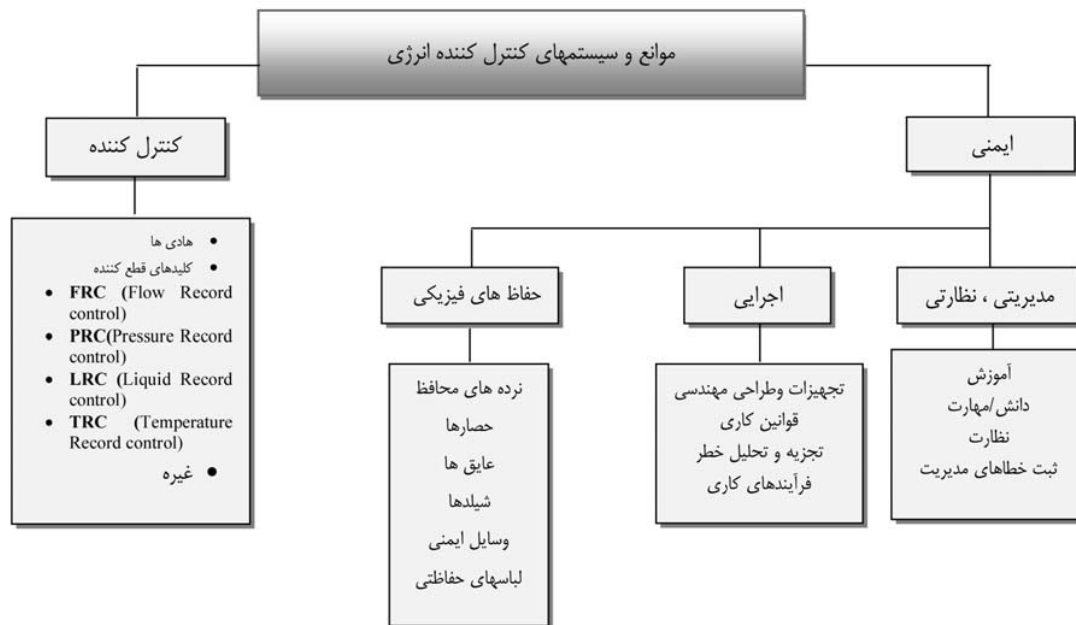 موانع و سیستمهای کنترل کننده انرژی
ایمنی
کنترل کننده
مدیریتی ، نظارتی
اجرایی
حفاظ های فیزیکی
آموزش
دانش/مهارت
نظارت
ثبت خطاهای مدیریت
تجهیزات وطراحی مهندسی
قوانین کاری
تجزیه و تحلیل خطر
فرآیندهای کاری
نرده های محافظ
حصارها
عایق ها
شیلدها
وسایل ایمنی
لباسهای حفاظتی
• هادی ها
• کلیدهای قطع کننده
• FRC (Flow Record
control)
• PRC(Pressure Record
control)
• LRC (Liquid Record
control)
• TRC (Temperature
Record control)
• غیره